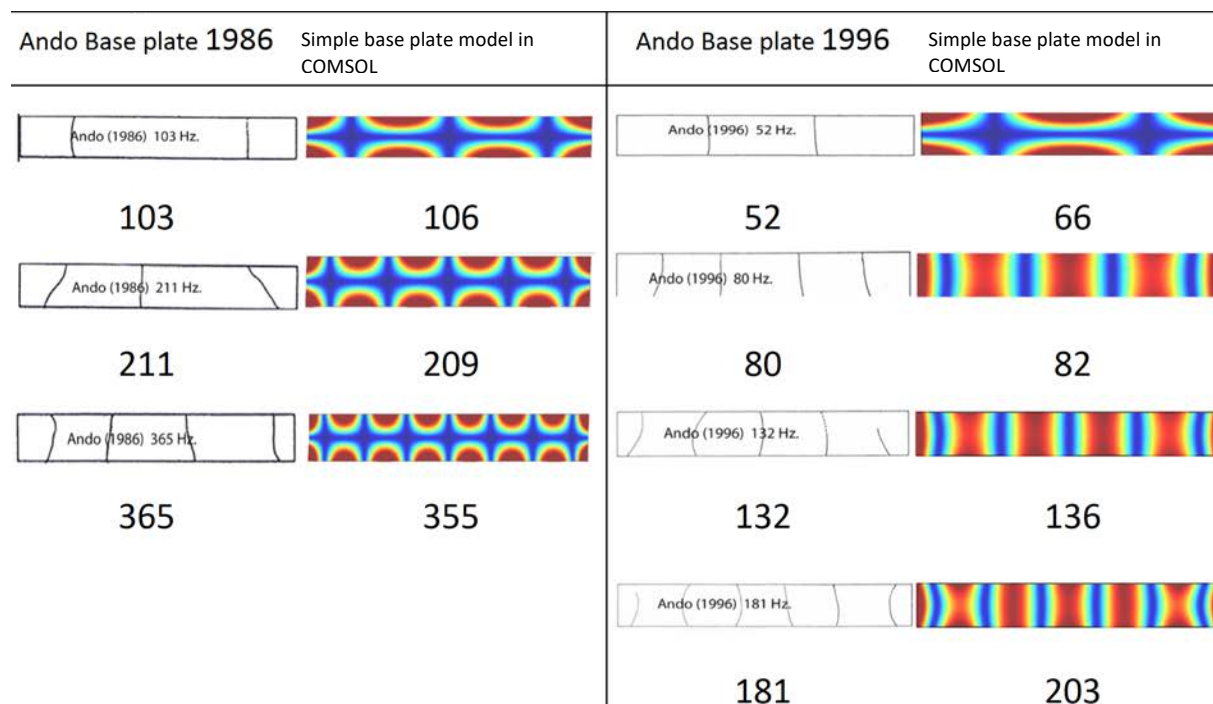 Ando Base plate 1986
Simple base plate model in
COMSOL
Ando Base plate 1996
Simple base plate model in
COMSOL
Ando (1986) 103 Hz.
Ando (1996) 52 Hz.
103
106
52
66
Ando (1986) 211 Hz.
Ando (1996) 80 Hz.
211
209
80
82
Ando (1986) 365 Hz.
Ando (1996) 132 Hz.
365
355
132
136
Ando (1996) 181 Hz.
181
203